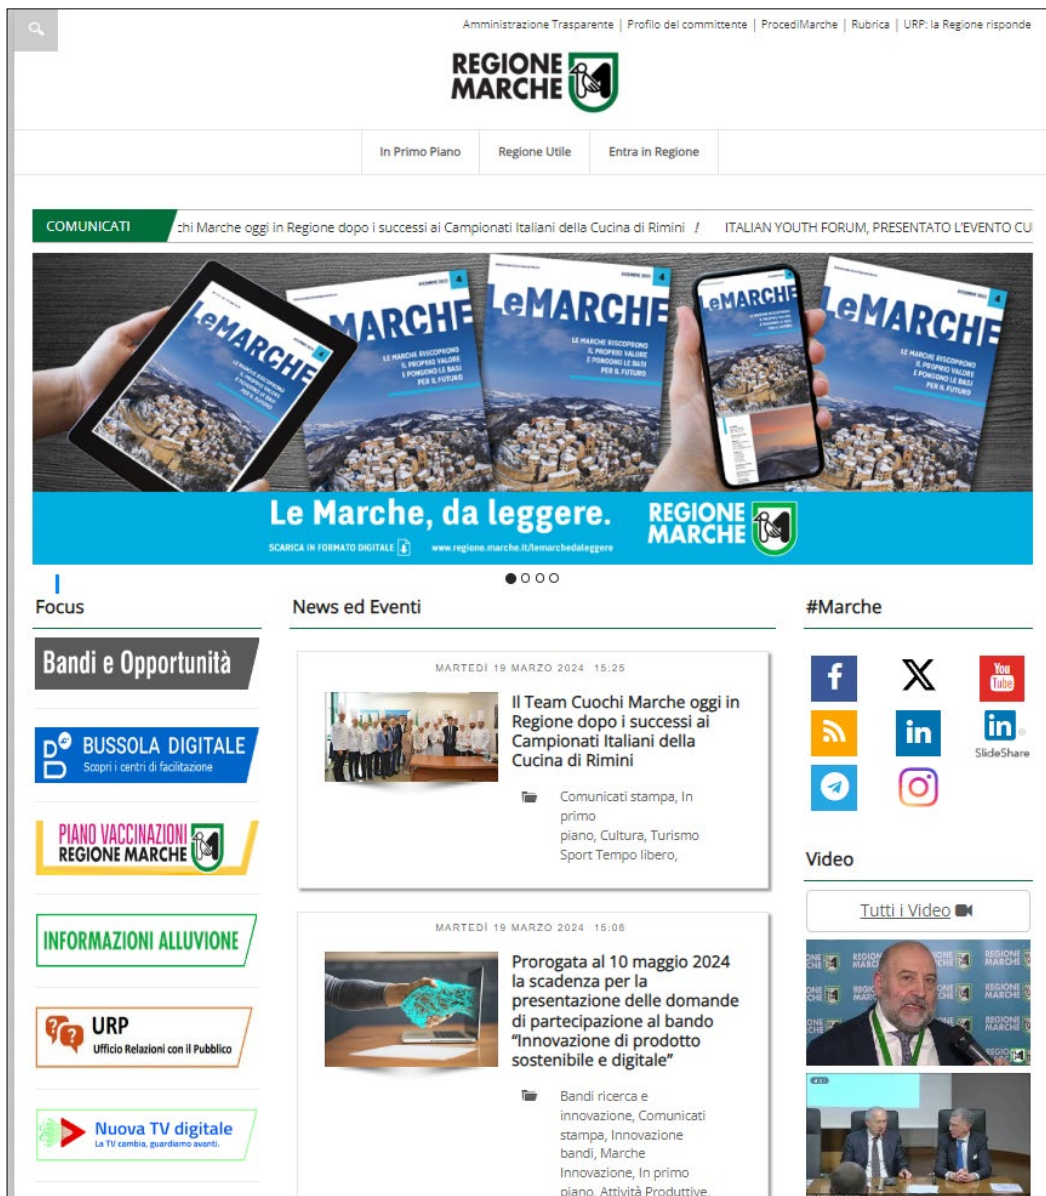 Amministrazione Trasparente | Profilo del committente | ProcediMarche | Rubrica | URP: la Regione risponde
REGIONE
MARCHE
In Primo Piano
Regione Utile
Entra in Regione
COMUNICATI
chi Marche oggi in Regione dopo i successi ai Campionati Italiani della Cucina di Rimini / ITALIAN YOUTH FORUM, PRESENTATO L'EVENTO CU
LeMARCHE
MARCHE
LeMARCHE
LeMARCHE
LeMARCHE
LE MARCHE RISCOPRONO
IL PROPRIO VALORE
E PONGONO LE BASI
PER IL FUTURO
Le Marche, da leggere.
SCARICA IN FORMATO DIGITALE
www.regione.marche.it/lemarchedaleggere
REGIONE
MARCHE
Focus
Bandi e Opportunità
BUSSOLA DIGITALE
Scopri i centri di facilitazione
PIANO VACCINAZIONI
REGIONE MARCHE
INFORMAZIONI ALLUVIONE
URP
Ufficio Relazioni con il Pubblico
Nuova TV digitale
La TV cambia, guardiamo avanti.
News ed Eventi
MARTEDÌ 19 MARZO 2024 15:25
Il Team Cuochi Marche oggi in
Regione dopo i successi ai
Campionati Italiani della
Cucina di Rimini
Comunicati stampa, In
primo
piano, Cultura, Turismo
Sport Tempo libero,
MARTEDÌ 19 MARZO 2024 15:06
Prorogata al 10 maggio 2024
la scadenza per la
presentazione delle domande
di partecipazione al bando
“Innovazione di prodotto
sostenibile e digitale”
Bandi ricerca e
innovazione, Comunicati
stampa, Innovazione
bandi, Marche
Innovazione, In primo
piano, Attività Produttive,
#Marche
You
Tube
in
in
SlideShare
Video
Tutti i Video
REGIONE
MARCHE